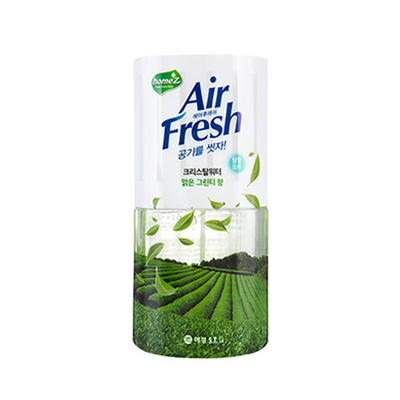 homeZ
Air
에어후레쉬
Fresh
공기를 씻자!
크리스탈워터
맑은 그린티 향
애경 S.T.